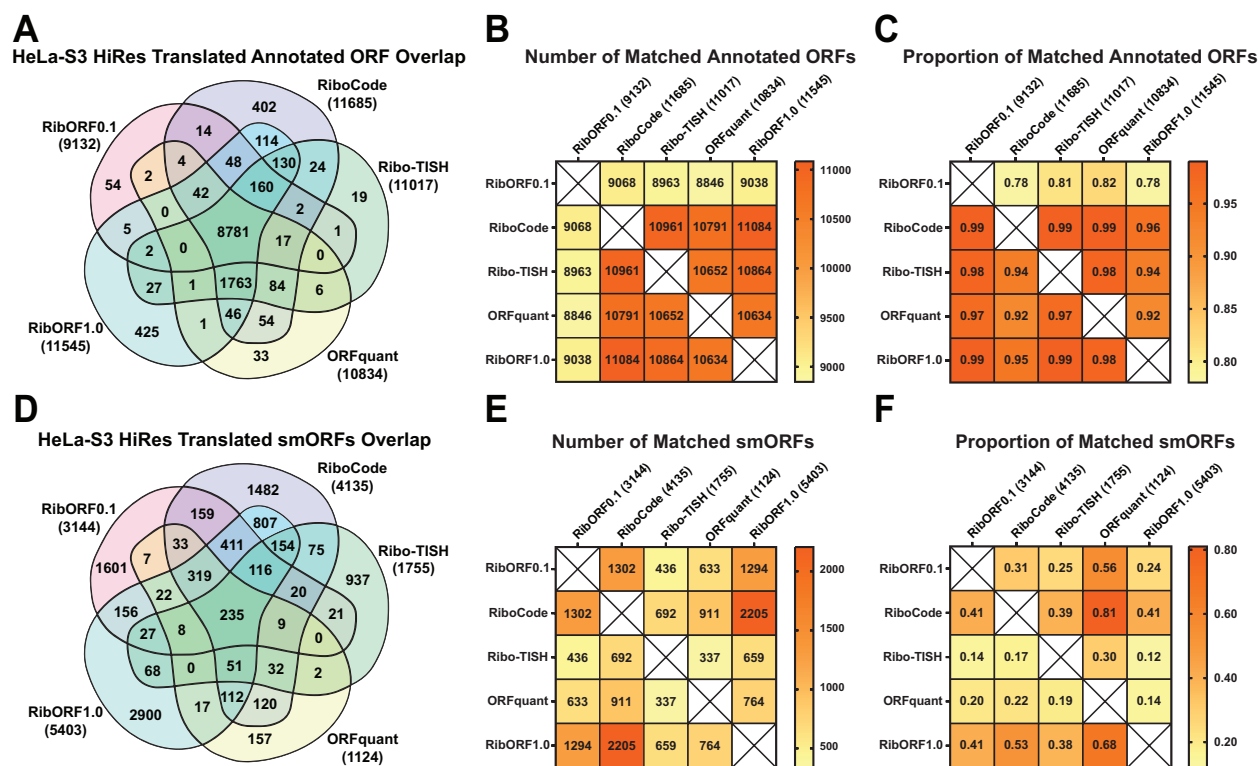 A
HeLa-S3 HiRes Translated Annotated ORF Overlap
RiboCode
(11685)
RibORF0.1
(9132)
Ribo-TISH
(11017)
RibORF1.0
(11545)
ORFquant
(10834)
402
14
114
4
48
130
24
54
2
42
160
19
0
2
5
8781
1
2
0
17
0
27
1
1763
84
6
425
1
46
54
33
B
Number of Matched Annotated ORFs
RibORF0.1 (9132)
RiboCode (11685)
Ribo-TISH (11017)
ORFquant (10834)
RibORF1.0 (11545)
RibORF0.1 9068 8963 8846 9038
RiboCode 9068 10961 10791 11084
Ribo-TISH 8963 10961 10652 10864
ORFquant 8846 10791 10652 10634
RibORF1.0 9038 11084 10864 10634
11000
10500
10000
9500
9000
C
Proportion of Matched Annotated ORFs
RibORF0.1 (9132)
RiboCode (11685)
Ribo-TISH (11017)
ORFquant (10834)
RibORF1.0 (11545)
RibORF0.1 0.78 0.81 0.82 0.78
RiboCode 0.99 0.99 0.99 0.96
Ribo-TISH 0.98 0.94 0.98 0.94
ORFquant 0.97 0.92 0.97 0.92
RibORF1.0 0.99 0.95 0.99 0.98
0.95
0.90
0.85
0.80
D
HeLa-S3 HiRes Translated smORFs Overlap
RiboCode
(4135)
RibORF0.1
(3144)
Ribo-TISH
(1755)
RibORF1.0
(5403)
ORFquant
(1124)
1482
159
807
33
411
154
75
1601
7
319
116
937
22
20
156
235
21
27
8
9
0
68
0
51
32
2
2900
17
112
120
157
E
Number of Matched smORFs
RibORF0.1 (3144)
RiboCode (4135)
Ribo-TISH (1755)
ORFquant (1124)
RibORF1.0 (5403)
RibORF0.1 1302 436 633 1294
RiboCode 1302 692 911 2205
Ribo-TISH 436 692 337 659
ORFquant 633 911 337 764
RibORF1.0 1294 2205 659 764
2000
1500
1000
500
F
Proportion of Matched smORFs
RibORF0.1 (3144)
RiboCode (4135)
Ribo-TISH (1755)
ORFquant (1124)
RibORF1.0 (5403)
RibORF0.1 0.31 0.25 0.56 0.24
RiboCode 0.41 0.39 0.81 0.41
Ribo-TISH 0.14 0.17 0.30 0.12
ORFquant 0.20 0.22 0.19 0.14
RibORF1.0 0.41 0.53 0.38 0.68
0.80
0.60
0.40
0.20